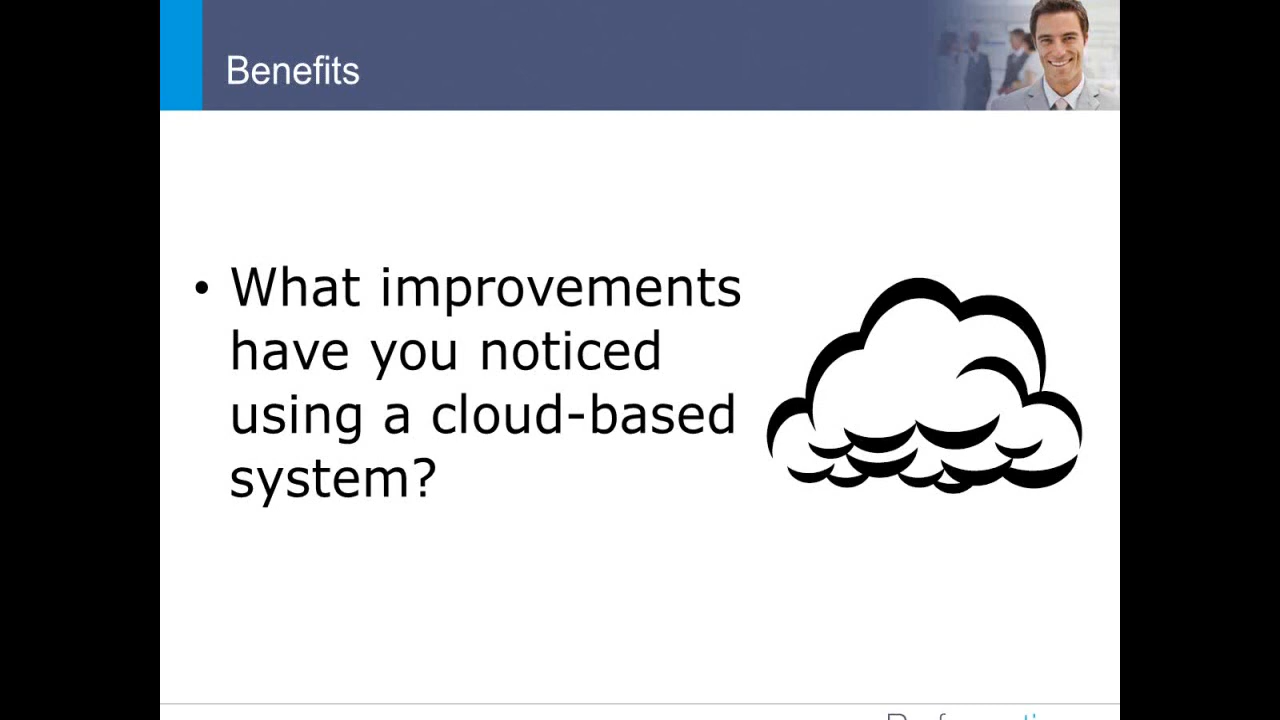 Benefits
• What improvements
have you noticed
using a cloud-based
system?